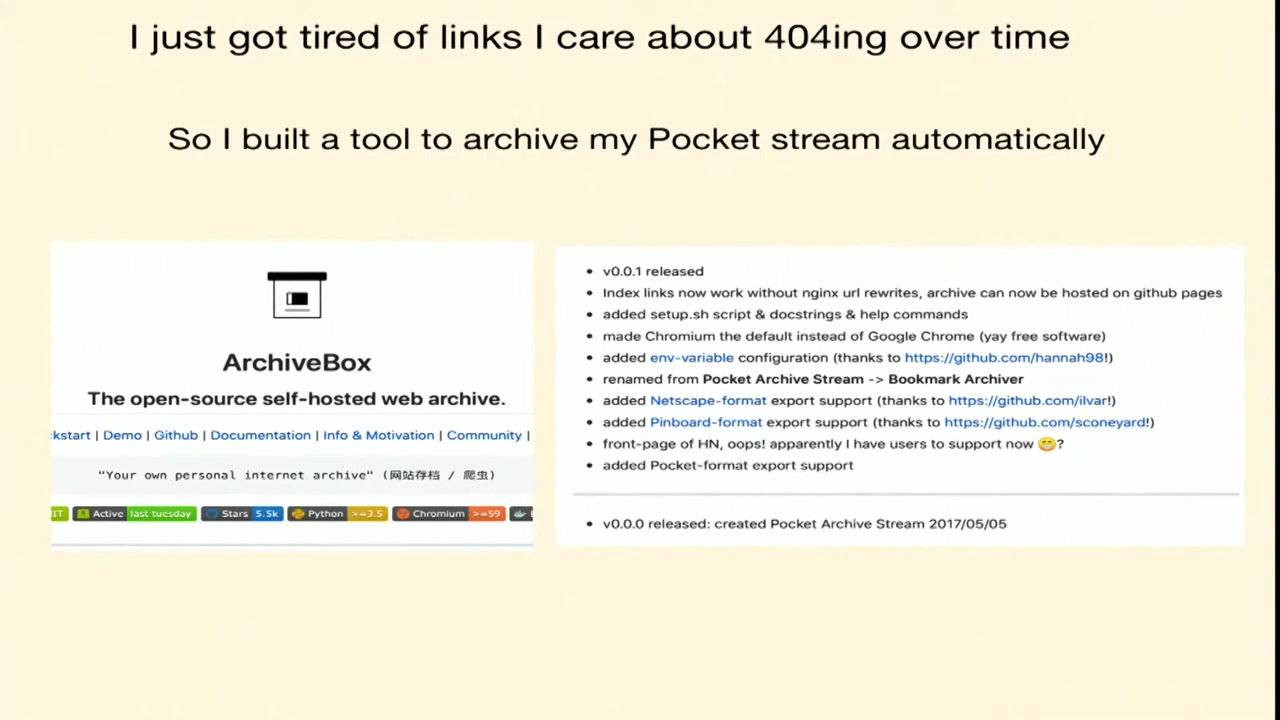 I just got tired of links I care about 404ing over time
So I built a tool to archive my Pocket stream automatically
ArchiveBox
The open-source self-hosted web archive.
kstart | Demo | Github | Documentation | Info & Motivation | Community |
"Your own personal internet archive" (网站存档 / 爬虫)
IT Active last tuesday Stars 5.5k Python >=3.5 Chromium >=59
• v0.0.1 released
• Index links now work without nginx url rewrites, archive can now be hosted on github pages
• added setup.sh script & docstrings & help commands
• made Chromium the default instead of Google Chrome (yay free software)
• added env-variable configuration (thanks to https://github.com/hannah98!)
• renamed from Pocket Archive Stream -> Bookmark Archiver
• added Netscape-format export support (thanks to https://github.com/ilvar!)
• added Pinboard-format export support (thanks to https://github.com/sconeyard!)
• front-page of HN, oops! apparently I have users to support now 😁?
• added Pocket-format export support
• v0.0.0 released: created Pocket Archive Stream 2017/05/05